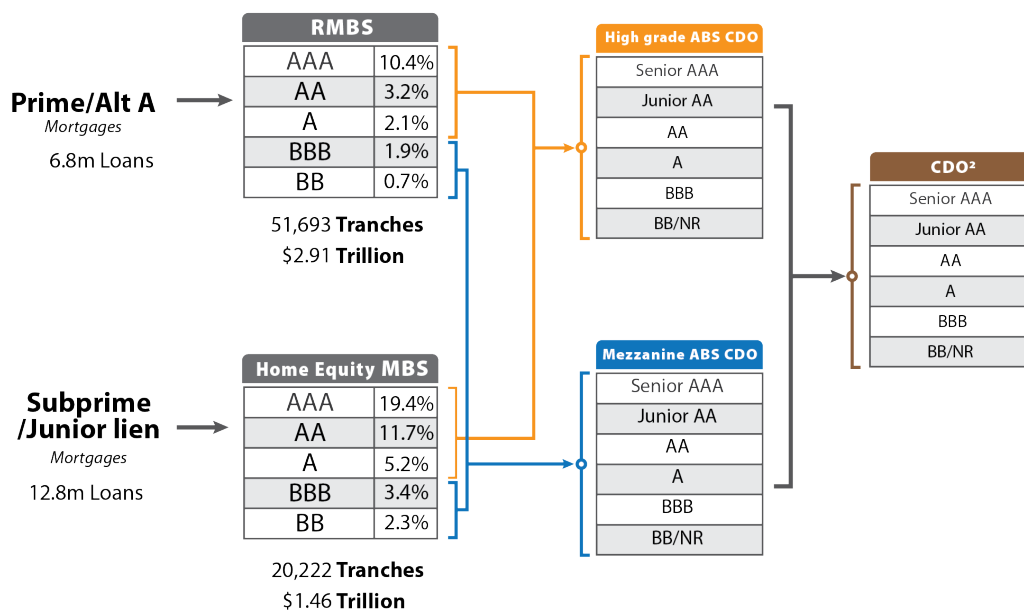 RMBS
AAA 10.4%
AA 3.2%
A 2.1%
BBB 1.9%
BB 0.7%
Prime/Alt A
Mortgages
6.8m Loans
51,693 Tranches
$2.91 Trillion
Home Equity MBS
AAA 19.4%
AA 11.7%
A 5.2%
BBB 3.4%
BB 2.3%
Subprime
/Junior lien
Mortgages
12.8m Loans
20,222 Tranches
$1.46 Trillion
High grade ABS CDO
Senior AAA
Junior AA
AA
A
BBB
BB/NR
Mezzanine ABS CDO
Senior AAA
Junior AA
AA
A
BBB
BB/NR
CDO²
Senior AAA
Junior AA
AA
A
BBB
BB/NR